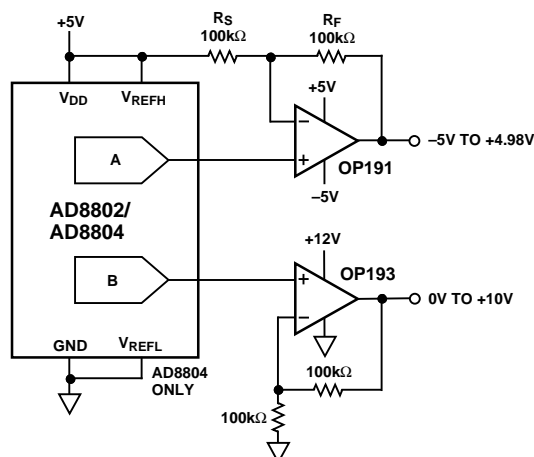 +5V
RS
100kΩ
RF
100kΩ
VDD
VREFH
+5V
−
+
–5V TO +4.98V
OP191
–5V
A
AD8802/
AD8804
B
+12V
OP193
+
−
0V TO +10V
GND
VREFL
AD8804
ONLY
100kΩ
100kΩ